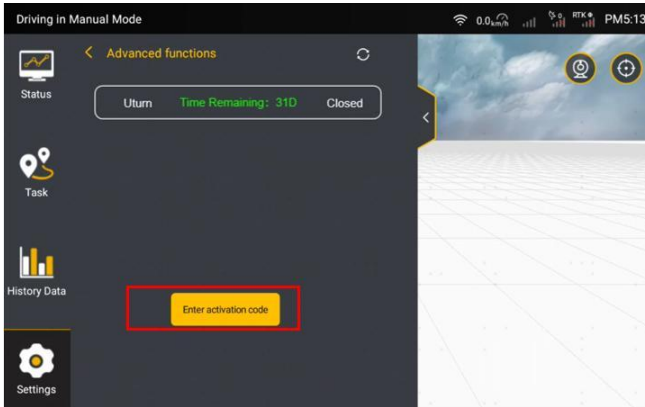 Driving in Manual Mode
0.0km/h
RTK
PM5:13
Status
Advanced functions
Uturn Time Remaining: 31D Closed
Task
History Data
Enter activation code
Settings